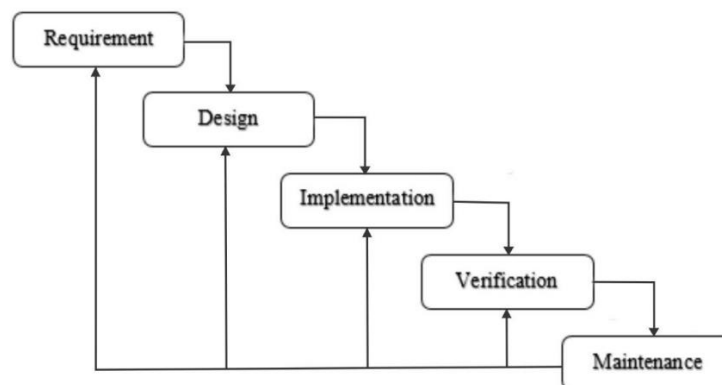 Requirement
Design
Implementation
Verification
Maintenance